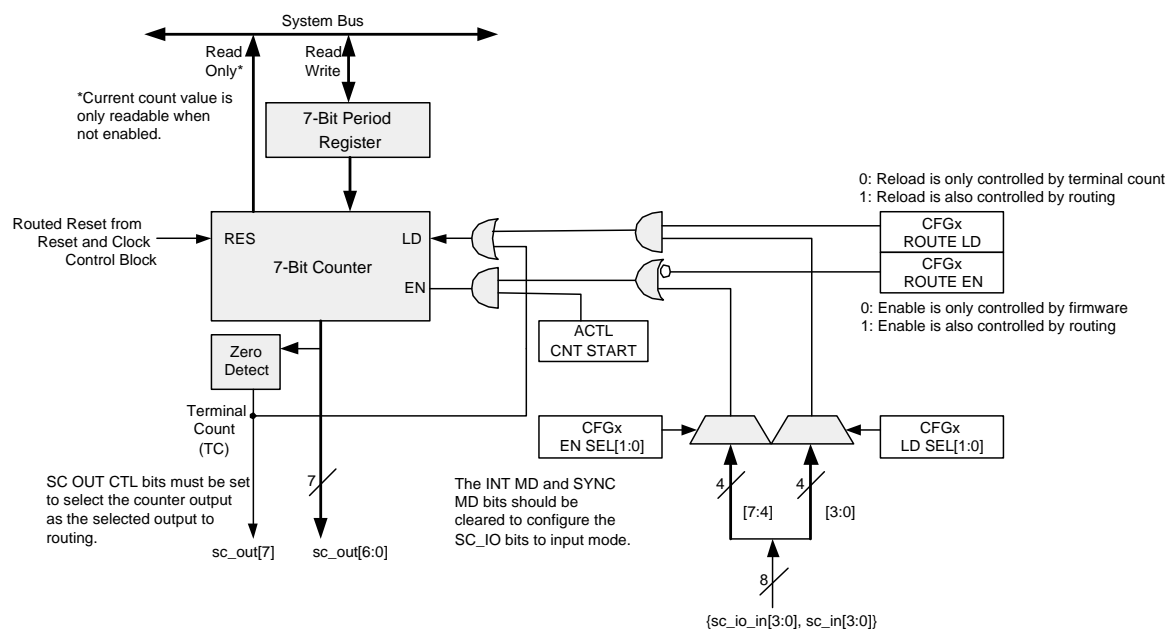 System Bus
Read
Only*
Read
Write
*Current count value is
only readable when
not enabled.
7-Bit Period
Register
0: Reload is only controlled by terminal count
1: Reload is also controlled by routing
Routed Reset from
Reset and Clock
Control Block
RES
LD
7-Bit Counter
EN
CFGx
ROUTE LD
CFGx
ROUTE EN
0: Enable is only controlled by firmware
1: Enable is also controlled by routing
ACTL
CNT START
Zero
Detect
Terminal
Count
(TC)
CFGx
EN SEL[1:0]
CFGx
LD SEL[1:0]
SC OUT CTL bits must be set
to select the counter output
as the selected output to
routing.
7
The INT MD and SYNC
MD bits should be
cleared to configure the
SC_IO bits to input mode.
4
4
[7:4]
[3:0]
sc_out[7]
sc_out[6:0]
8
{sc_io_in[3:0], sc_in[3:0]}